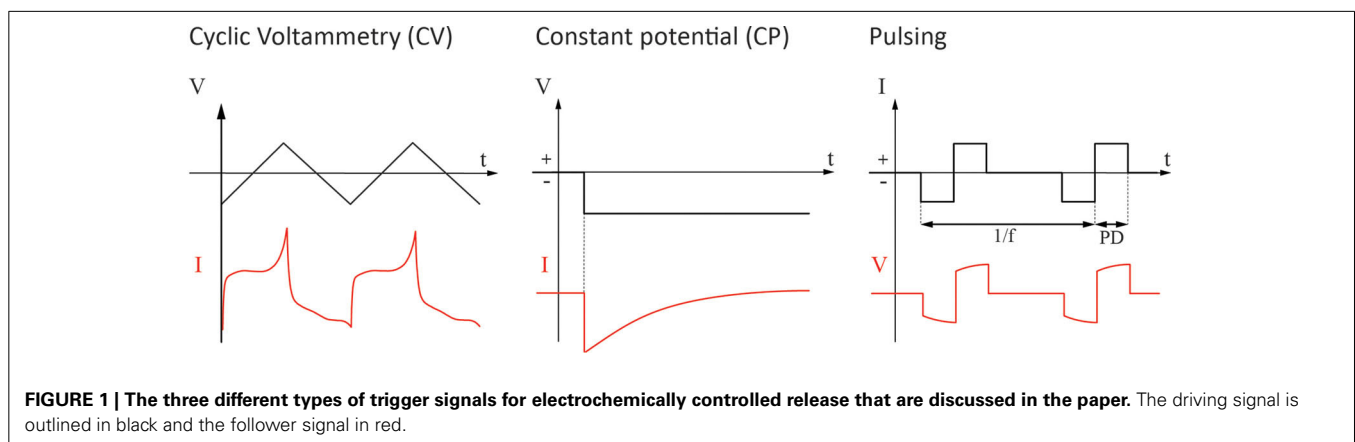 Cyclic Voltammetry (CV)
Constant potential (CP)
Pulsing
V
t
I
V
+
-
t
I
I
+
-
t
1/f
PD
V
FIGURE 1 | The three different types of trigger signals for electrochemically controlled release that are discussed in the paper. The driving signal is
outlined in black and the follower signal in red.